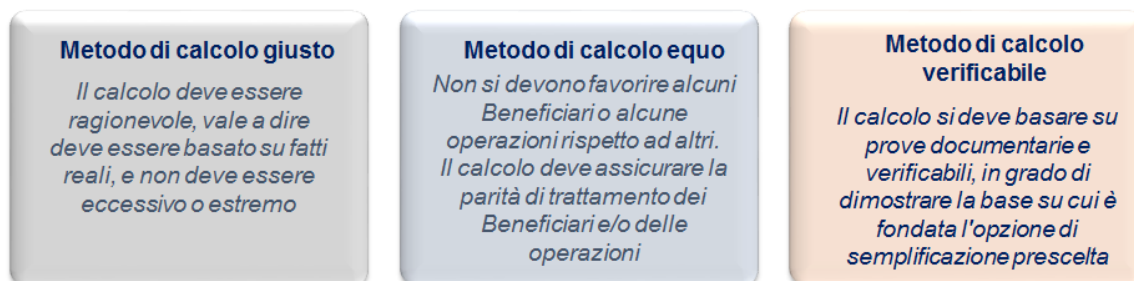 Metodo di calcolo giusto
Il calcolo deve essere
ragionevole, vale a dire
deve essere basato su fatti
reali, e non deve essere
eccessivo o estremo
Metodo di calcolo equo
Non si devono favorire alcuni
Beneficiari o alcune
operazioni rispetto ad altri.
Il calcolo deve assicurare la
parità di trattamento dei
Beneficiari e/o delle
operazioni
Metodo di calcolo
verificabile
Il calcolo si deve basare su
prove documentarie e
verificabili, in grado di
dimostrare la base su cui è
fondata l'opzione di
semplificazione prescelta